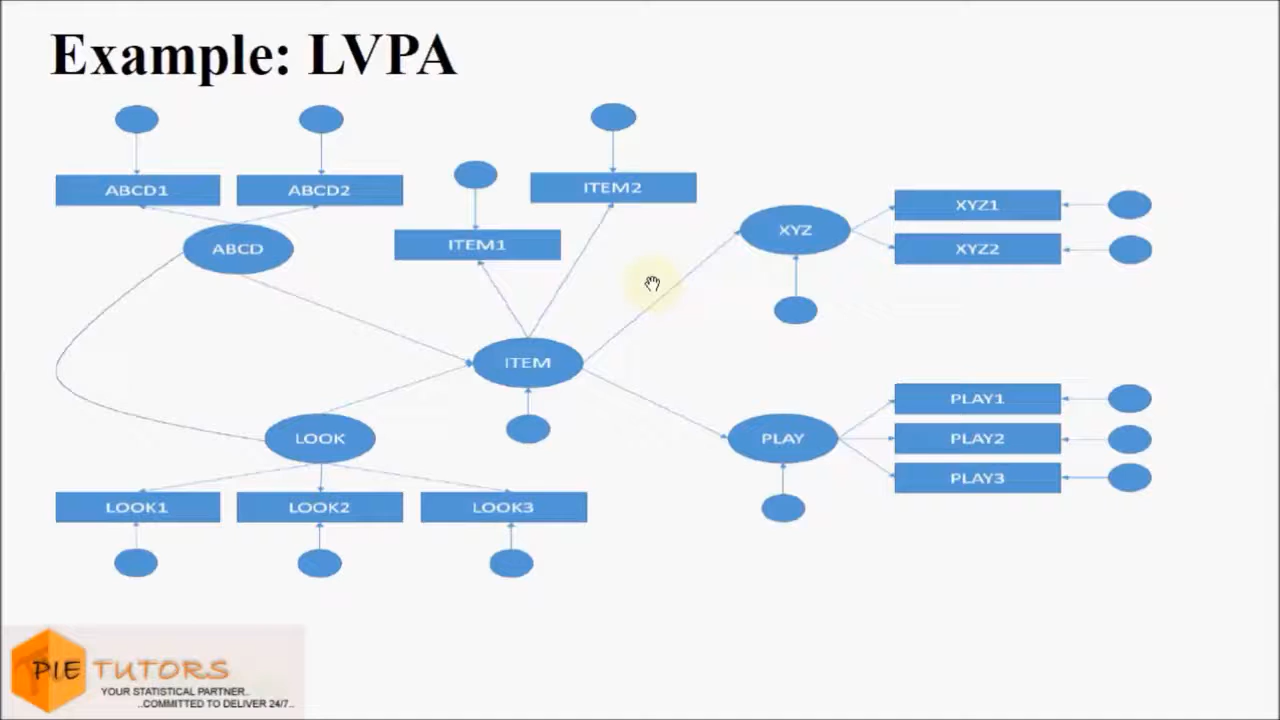 Example: LVPA
ABCD1
ABCD2
ITEM2
ABCD
ITEM1
XYZ
XYZ1
XYZ2
ITEM
LOOK
PLAY
PLAY1
PLAY2
PLAY3
LOOK1
LOOK2
LOOK3
PIE TUTORS
YOUR STATISTICAL PARTNER..
..COMMITTED TO DELIVER 24/7..